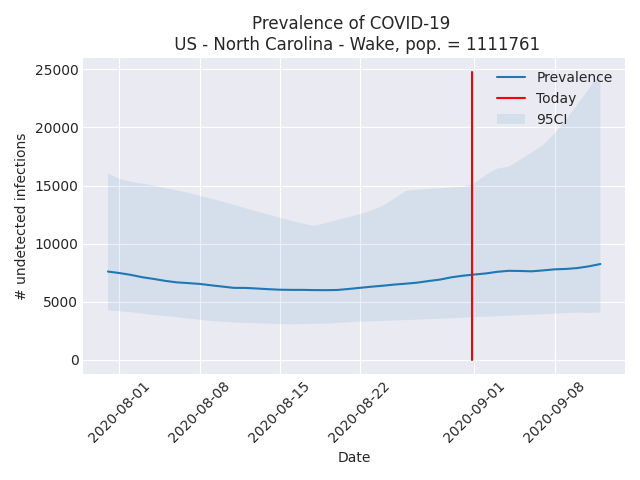 Prevalence of COVID-19
US - North Carolina - Wake, pop. = 1111761
Prevalence
Today
95CI
25000
20000
15000
10000
5000
0
# undetected infections
2020-08-01
2020-08-08
2020-08-15
2020-08-22
2020-09-01
2020-09-08
Date